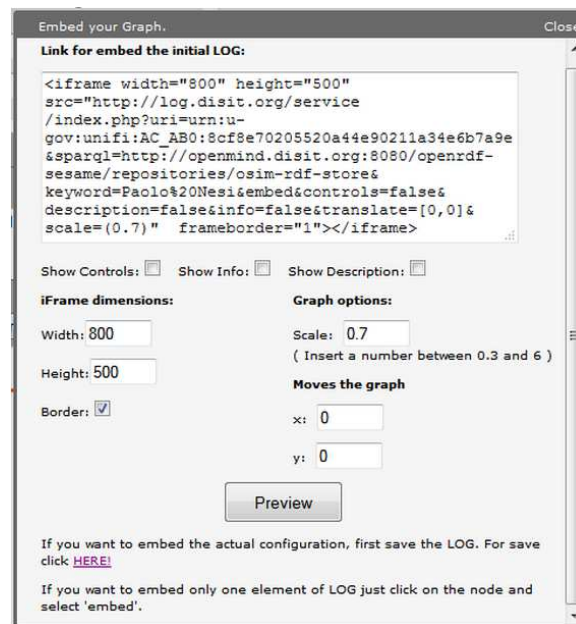 Embed your Graph.
Close
Link for embed the initial LOG:
<iframe width="800" height="500"
src="http://log.disit.org/service
/index.php?uri=urn:u-
gov:unifi:AC_AB0:8cf8e70205520a44e90211a34e6b7a9e
&sparql=http://openmind.disit.org:8080/openrdf-
sesame/repositories/osim-rdf-store&
keyword=Paolo%20Nesi&embed&controls=false&
description=false&info=false&translate=[0,0]&
scale=(0.7)"  frameborder="1"></iframe>
Show Controls: Show Info: Show Description:
iFrame dimensions: Graph options:
Width: 800 Scale: 0.7
( Insert a number between 0.3 and 6 )
Height: 500 Moves the graph
Border: x: 0
y: 0
Preview
If you want to embed the actual configuration, first save the LOG. For save
click HERE!
If you want to embed only one element of LOG just click on the node and
select 'embed'.